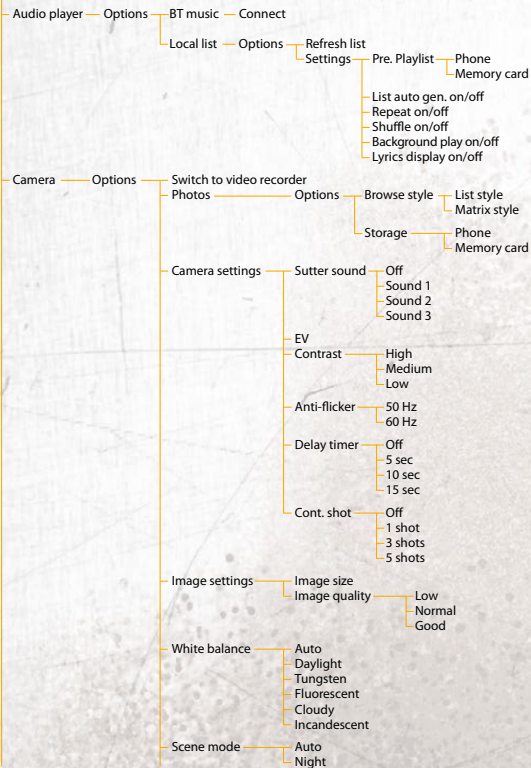 Audio player Options BT music Connect
Local list Options Refresh list
Settings Pre. Playlist Phone
Memory card
List auto gen. on/off
Repeat on/off
Shuffle on/off
Background play on/off
Lyrics display on/off
Camera Options Switch to video recorder
Photos Options Browse style List style
Matrix style
Storage Phone
Memory card
Camera settings Sutter sound Off
Sound 1
Sound 2
Sound 3
EV
Contrast High
Medium
Low
Anti-flicker 50 Hz
60 Hz
Delay timer Off
5 sec
10 sec
15 sec
Cont. shot Off
1 shot
3 shots
5 shots
Image settings Image size
Image quality Low
Normal
Good
White balance Auto
Daylight
Tungsten
Fluorescent
Cloudy
Incandescent
Scene mode Auto
Night